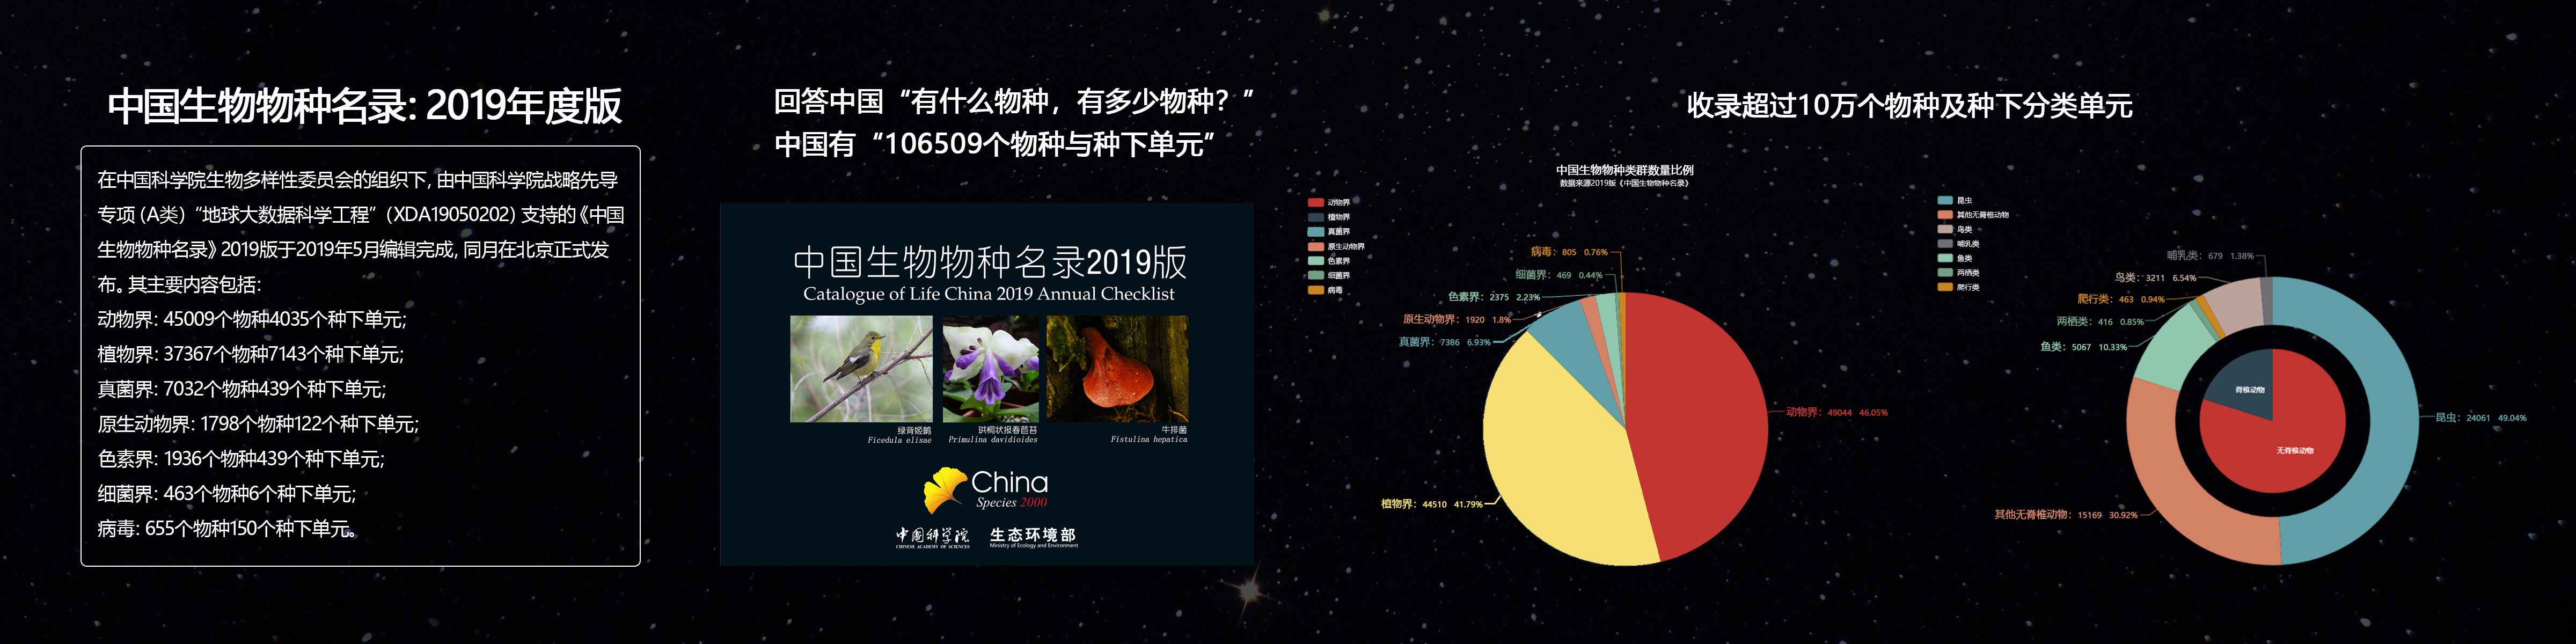 中国生物物种名录: 2019年度版
在中国科学院生物多样性委员会的组织下, 由中国科学院战略先导
专项 (A类) “地球大数据科学工程” (XDA19050202) 支持的《中国
生物物种名录》2019版于2019年5月编辑完成, 同月在北京正式发
布。其主要内容包括:
动物界: 45009个物种4035个种下单元;
植物界: 37367个物种7143个种下单元;
真菌界: 7032个物种439个种下单元;
原生动物界: 1798个物种122个种下单元;
色素界: 1936个物种439个种下单元;
细菌界: 463个物种6个种下单元;
病毒: 655个物种150个种下单元。
回答中国“有什么物种，有多少物种？”
中国有“106509个物种与种下单元”
中国生物物种名录2019版
Catalogue of Life China 2019 Annual Checklist
绿背姬鹟
Ficedula elisae
珙桐状报春苣苔
Primulina davidioides
牛排菌
Fistulina hepatica
China
Species 2000
中国科学院
CHINESE ACADEMY OF SCIENCES
生态环境部
Ministry of Ecology and Environment
收录超过10万个物种及种下分类单元
中国生物物种类群数量比例
数据来源2019版《中国生物物种名录》
动物界
植物界
真菌界
原生动物界
色素界
细菌界
病毒
病毒: 805 0.76%
细菌界: 469 0.44%
色素界: 2375 2.23%
原生动物界: 1920 1.8%
真菌界: 7386 6.93%
动物界: 49044 46.05%
植物界: 44510 41.79%
昆虫
其他无脊椎动物
鸟类
哺乳类
鱼类
两栖类
爬行类
哺乳类: 679 1.38%
鸟类: 3211 6.54%
爬行类: 463 0.94%
两栖类: 416 0.85%
鱼类: 5067 10.33%
脊椎动物
无脊椎动物
昆虫: 24061 49.04%
其他无脊椎动物: 15169 30.92%